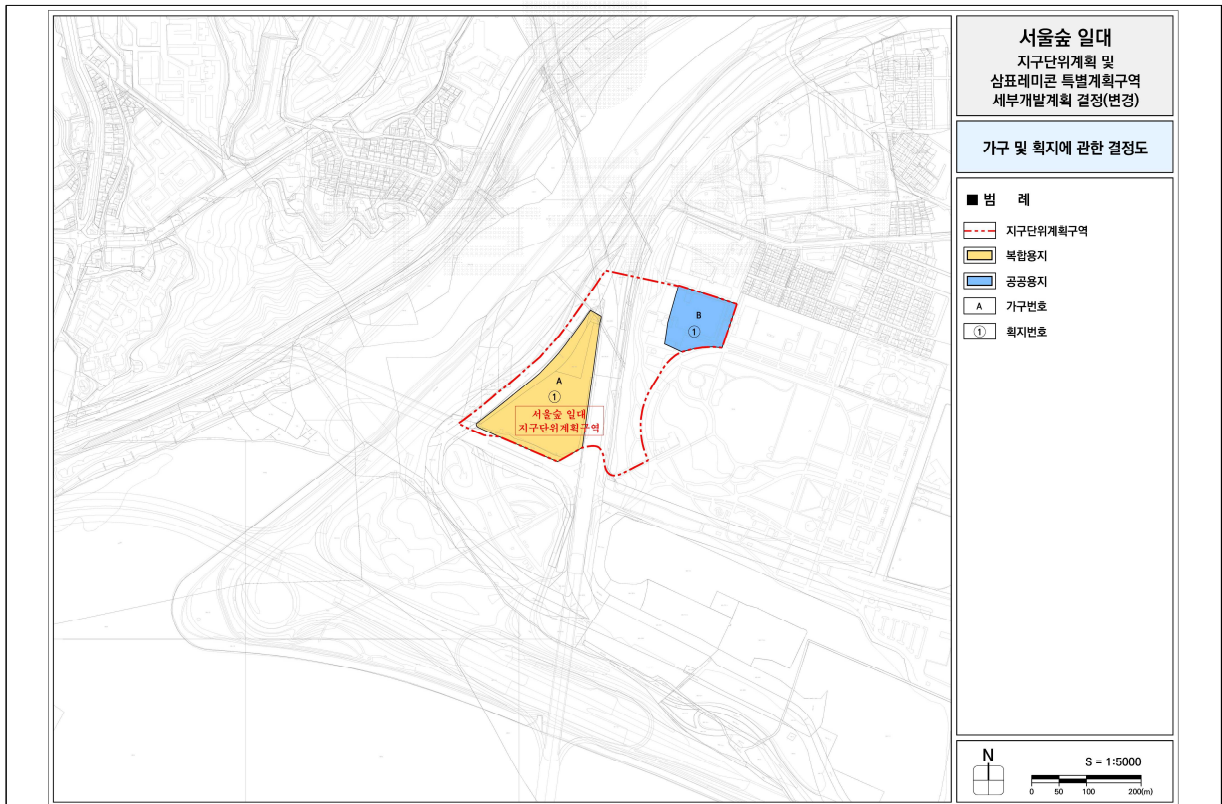 서울숲 일대
지구단위계획 및
삼표레미콘 특별계획구역
세부개발계획 결정(변경)
가구 및 획지에 관한 결정도
■ 범 례
지구단위계획구역
복합용지
공공용지
A 가구번호
① 획지번호
B
①
A
①
서울숲 일대
지구단위계획구역
N
S = 1:5000
0 50 100 200(m)